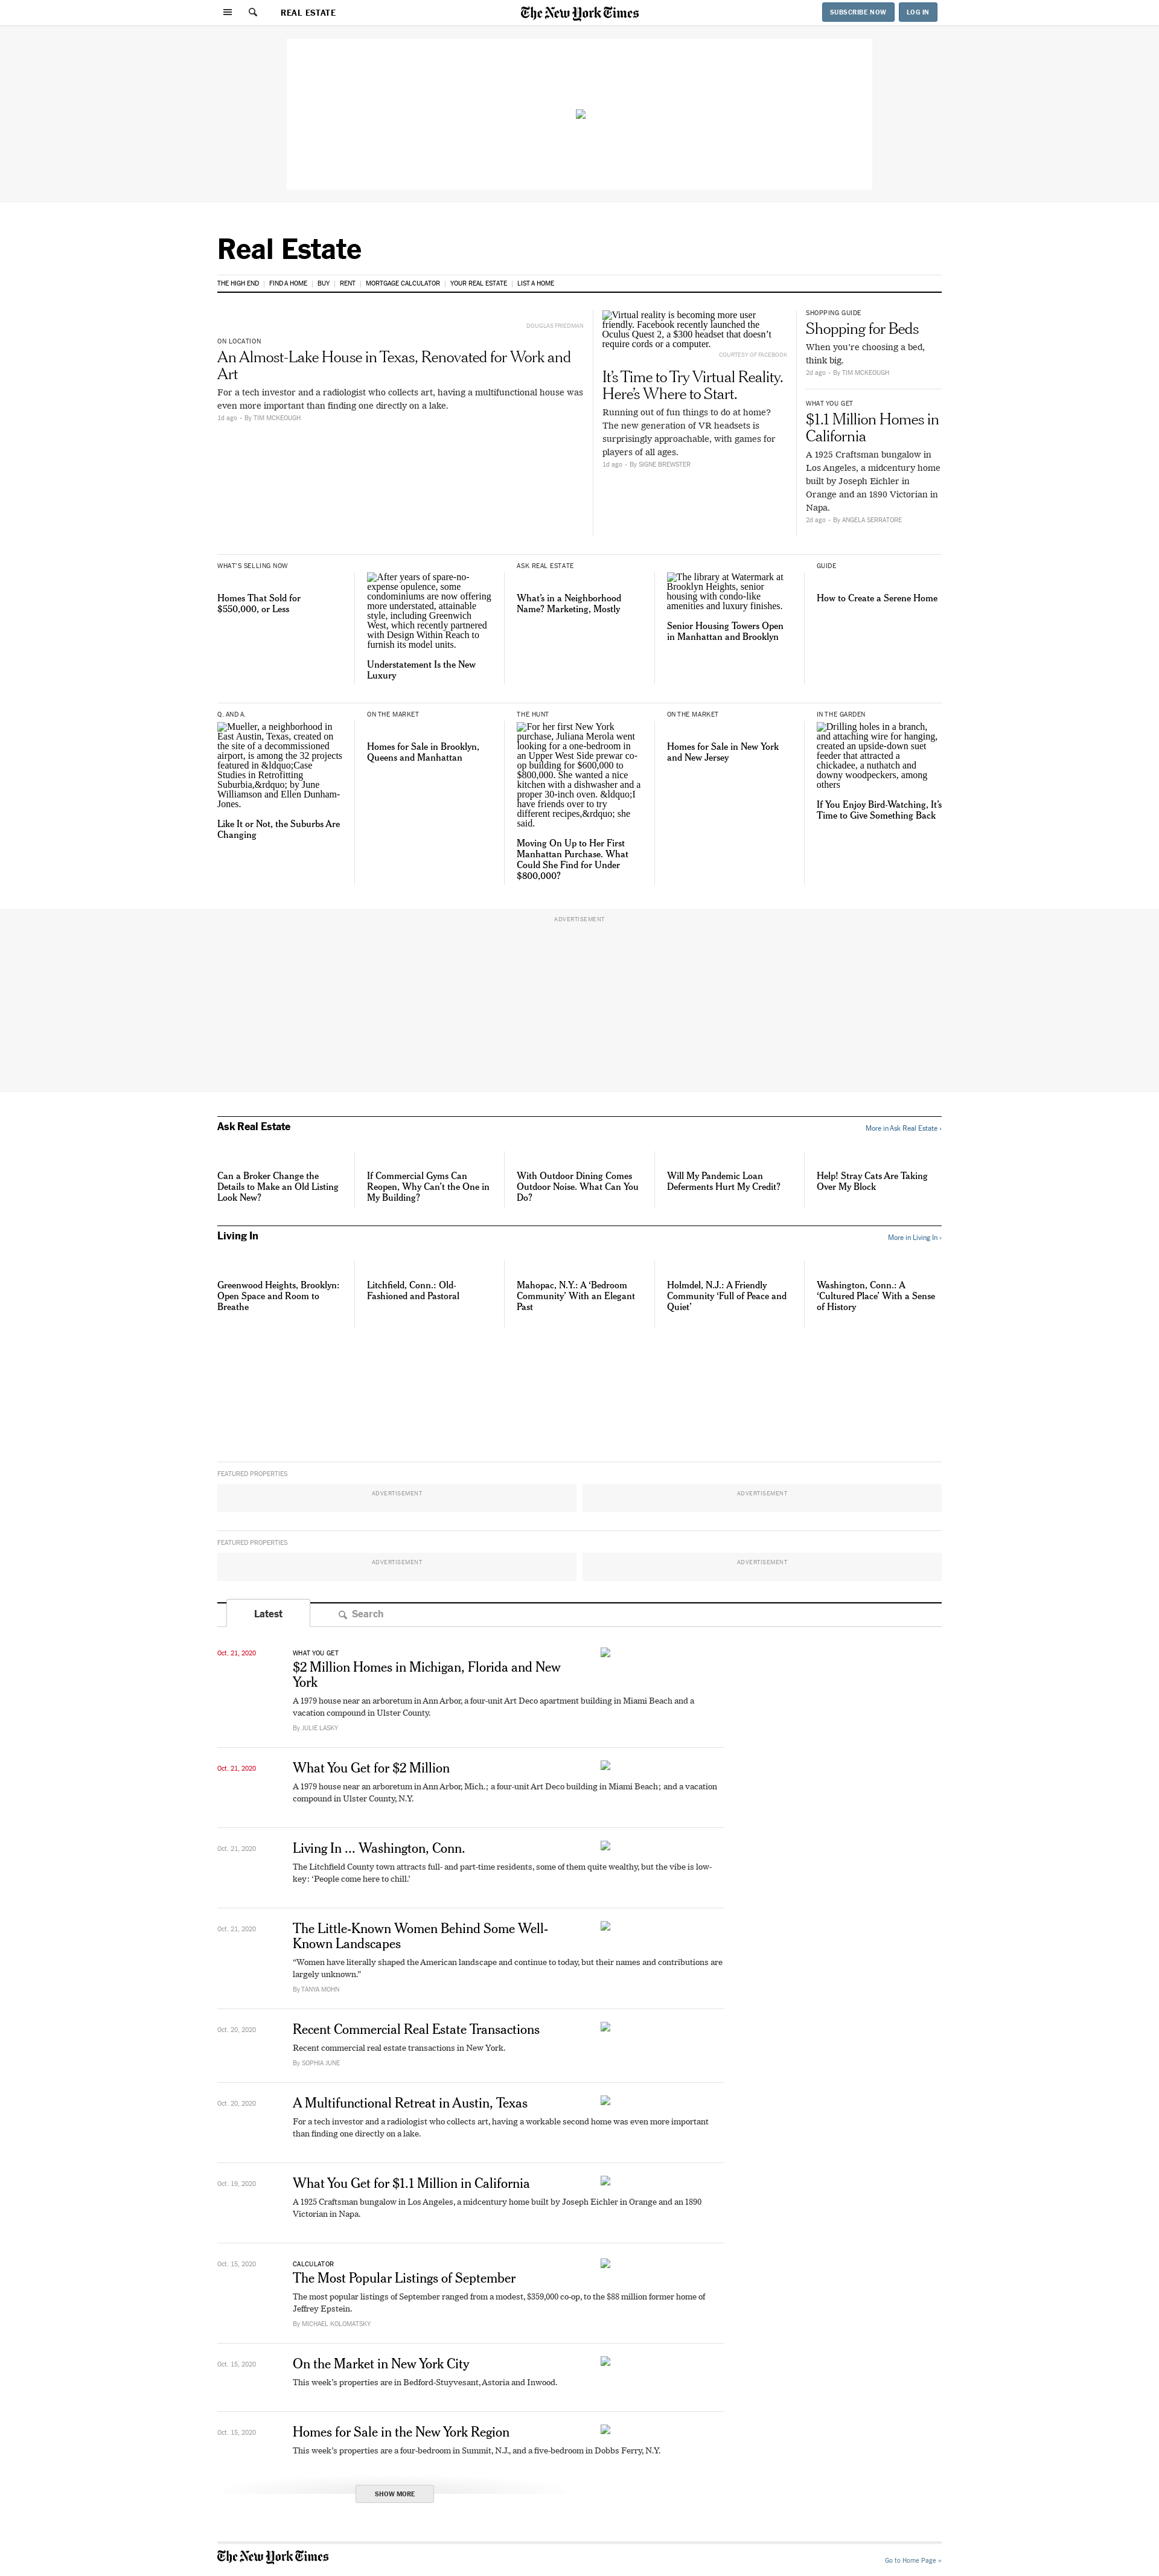 REAL ESTATE
The New York Times
SUBSCRIBE NOW
LOG IN
Real Estate
THE HIGH END
FIND A HOME
BUY
RENT
MORTGAGE CALCULATOR
YOUR REAL ESTATE
LIST A HOME
DOUGLAS FRIEDMAN
ON LOCATION
An Almost-Lake House in Texas, Renovated for Work and
Art
For a tech investor and a radiologist who collects art, having a multifunctional house was
even more important than finding one directly on a lake.
1d ago - By TIM MCKEOUGH
Virtual reality is becoming more user
friendly. Facebook recently launched the
Oculus Quest 2, a $300 headset that doesn't
require cords or a computer.
COURTESY OF FACEBOOK
It's Time to Try Virtual Reality.
Here's Where to Start.
Running out of fun things to do at home?
The new generation of VR headsets is
surprisingly approachable, with games for
players of all ages.
1d ago - By SIGNE BREWSTER
SHOPPING GUIDE
Shopping for Beds
When you're choosing a bed,
think big.
2d ago - By TIM MCKEOUGH
WHAT YOU GET
$1.1 Million Homes in
California
A 1925 Craftsman bungalow in
Los Angeles, a midcentury home
built by Joseph Eichler in
Orange and an 1890 Victorian in
Napa.
2d ago - By ANGELA SERRATORE
WHAT'S SELLING NOW
Homes That Sold for
$550,000, or Less
After years of spare-no-
expense opulence, some
condominiums are now offering
more understated, attainable
style, including Greenwich
West, which recently partnered
with Design Within Reach to
furnish its model units.
Understatement Is the New
Luxury
ASK REAL ESTATE
What's in a Neighborhood
Name? Marketing, Mostly
The library at Watermark at
Brooklyn Heights, senior
housing with condo-like
amenities and luxury finishes.
Senior Housing Towers Open
in Manhattan and Brooklyn
GUIDE
How to Create a Serene Home
Q. AND A.
Mueller, a neighborhood in
East Austin, Texas, created on
the site of a decommissioned
airport, is among the 32 projects
featured in &ldquo;Case
Studies in Retrofitting
Suburbia,&rdquo; by June
Williamson and Ellen Dunham-
Jones.
Like It or Not, the Suburbs Are
Changing
ON THE MARKET
Homes for Sale in Brooklyn,
Queens and Manhattan
THE HUNT
For her first New York
purchase, Juliana Merola went
looking for a one-bedroom in
an Upper West Side prewar co-
op building for $600,000 to
$800,000. She wanted a nice
kitchen with a dishwasher and a
proper 30-inch oven. &ldquo;I
have friends over to try
different recipes,&rdquo; she
said.
Moving On Up to Her First
Manhattan Purchase. What
Could She Find for Under
$800,000?
ON THE MARKET
Homes for Sale in New York
and New Jersey
IN THE GARDEN
Drilling holes in a branch,
and attaching wire for hanging,
created an upside-down suet
feeder that attracted a
chickadee, a nuthatch and
downy woodpeckers, among
others
If You Enjoy Bird-Watching, It's
Time to Give Something Back
ADVERTISEMENT
Ask Real Estate
More in Ask Real Estate ›
Can a Broker Change the
Details to Make an Old Listing
Look New?
If Commercial Gyms Can
Reopen, Why Can't the One in
My Building?
With Outdoor Dining Comes
Outdoor Noise. What Can You
Do?
Will My Pandemic Loan
Deferments Hurt My Credit?
Help! Stray Cats Are Taking
Over My Block
Living In
More in Living In ›
Greenwood Heights, Brooklyn:
Open Space and Room to
Breathe
Litchfield, Conn.: Old-
Fashioned and Pastoral
Mahopac, N.Y.: A 'Bedroom
Community' With an Elegant
Past
Holmdel, N.J.: A Friendly
Community 'Full of Peace and
Quiet'
Washington, Conn.: A
'Cultured Place' With a Sense
of History
FEATURED PROPERTIES
ADVERTISEMENT
ADVERTISEMENT
FEATURED PROPERTIES
ADVERTISEMENT
ADVERTISEMENT
Latest
Search
Oct. 21, 2020
WHAT YOU GET
$2 Million Homes in Michigan, Florida and New
York
A 1979 house near an arboretum in Ann Arbor, a four-unit Art Deco apartment building in Miami Beach and a
vacation compound in Ulster County.
By JULIE LASKY
Oct. 21, 2020
What You Get for $2 Million
A 1979 house near an arboretum in Ann Arbor, Mich.; a four-unit Art Deco building in Miami Beach; and a vacation
compound in Ulster County, N.Y.
Oct. 21, 2020
Living In ... Washington, Conn.
The Litchfield County town attracts full- and part-time residents, some of them quite wealthy, but the vibe is low-
key: 'People come here to chill.'
Oct. 21, 2020
The Little-Known Women Behind Some Well-
Known Landscapes
"Women have literally shaped the American landscape and continue to today, but their names and contributions are
largely unknown."
By TANYA MOHN
Oct. 20, 2020
Recent Commercial Real Estate Transactions
Recent commercial real estate transactions in New York.
By SOPHIA JUNE
Oct. 20, 2020
A Multifunctional Retreat in Austin, Texas
For a tech investor and a radiologist who collects art, having a workable second home was even more important
than finding one directly on a lake.
Oct. 19, 2020
What You Get for $1.1 Million in California
A 1925 Craftsman bungalow in Los Angeles, a midcentury home built by Joseph Eichler in Orange and an 1890
Victorian in Napa.
Oct. 15, 2020
CALCULATOR
The Most Popular Listings of September
The most popular listings of September ranged from a modest, $359,000 co-op, to the $88 million former home of
Jeffrey Epstein.
By MICHAEL KOLOMATSKY
Oct. 15, 2020
On the Market in New York City
This week's properties are in Bedford-Stuyvesant, Astoria and Inwood.
Oct. 15, 2020
Homes for Sale in the New York Region
This week's properties are a four-bedroom in Summit, N.J., and a five-bedroom in Dobbs Ferry, N.Y.
SHOW MORE
The New York Times
Go to Home Page »